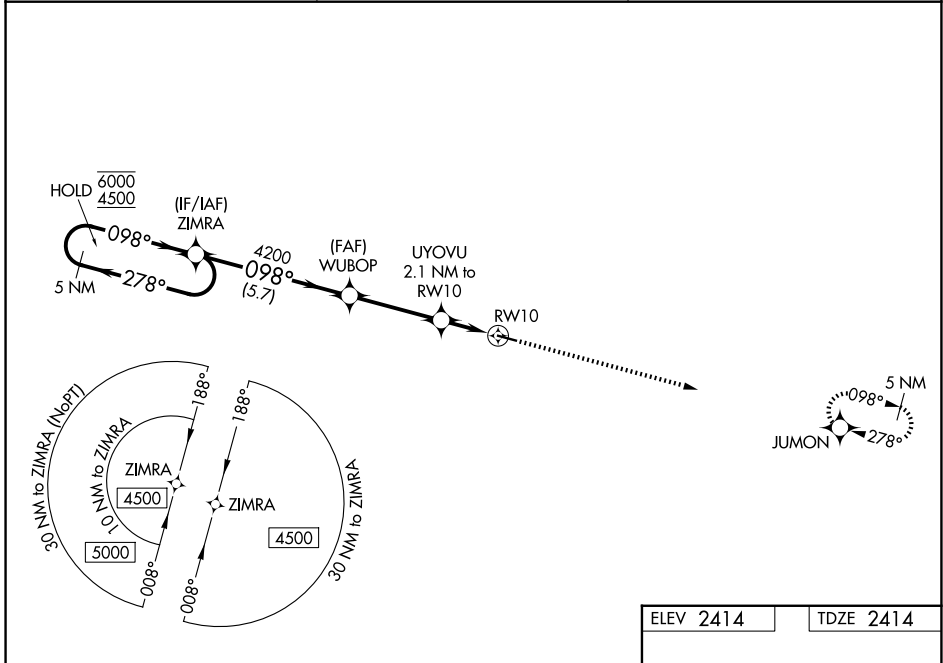 HOLD 6000
4500
098°
278°
5 NM
(IF/IAF)
ZIMRA
4200
098°
(5.7)
(FAF)
WUBOP
UYOVU
2.1 NM to
RW10
RW10
5 NM
098°
278°
JUMON
30 NM to ZIMRA (NoPT)
10 NM to ZIMRA
188°
ZIMRA
4500
5000
008°
188°
ZIMRA
4500
30 NM to ZIMRA
008°
ELEV 2414
TDZE 2414